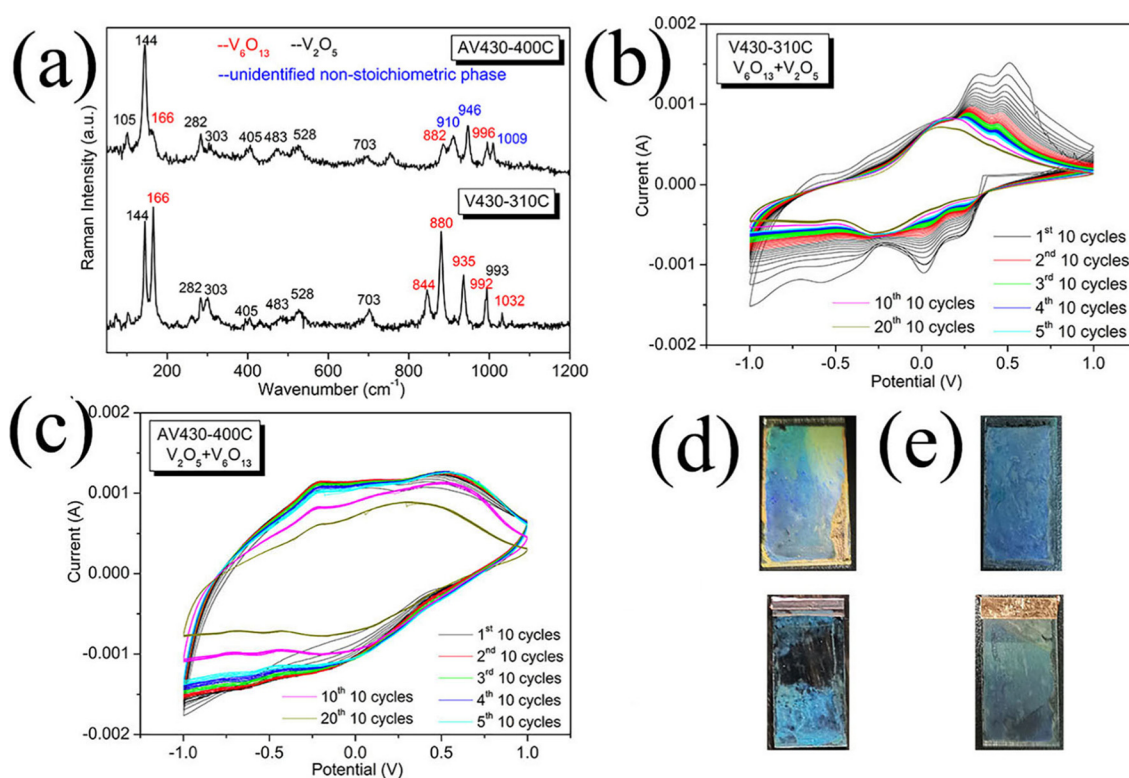 (a)
144
--V₆O₁₃ --V₂O₅
AV430-400C
--unidentified non-stoichiometric phase
105
166
282
303
405
483
528
703
882
910
946
996
1009
V430-310C
144
166
282
303
405
483
528
703
844
880
935
992
993
1032
Raman Intensity (a.u.)
200 400 600 800 1000 1200
Wavenumber (cm⁻¹)
(b)
V430-310C
V₆O₁₃+V₂O₅
0.002
0.001
0.000
-0.001
-0.002
Current (A)
1ˢᵗ 10 cycles
2ⁿᵈ 10 cycles
3ʳᵈ 10 cycles
4ᵗʰ 10 cycles
5ᵗʰ 10 cycles
10ᵗʰ 10 cycles
20ᵗʰ 10 cycles
-1.0 -0.5 0.0 0.5 1.0
Potential (V)
(c)
AV430-400C
V₂O₅+V₆O₁₃
0.002
0.001
0.000
-0.001
-0.002
Current (A)
1ˢᵗ 10 cycles
2ⁿᵈ 10 cycles
3ʳᵈ 10 cycles
4ᵗʰ 10 cycles
5ᵗʰ 10 cycles
10ᵗʰ 10 cycles
20ᵗʰ 10 cycles
-1.0 -0.5 0.0 0.5 1.0
Potential (V)
(d)
(e)